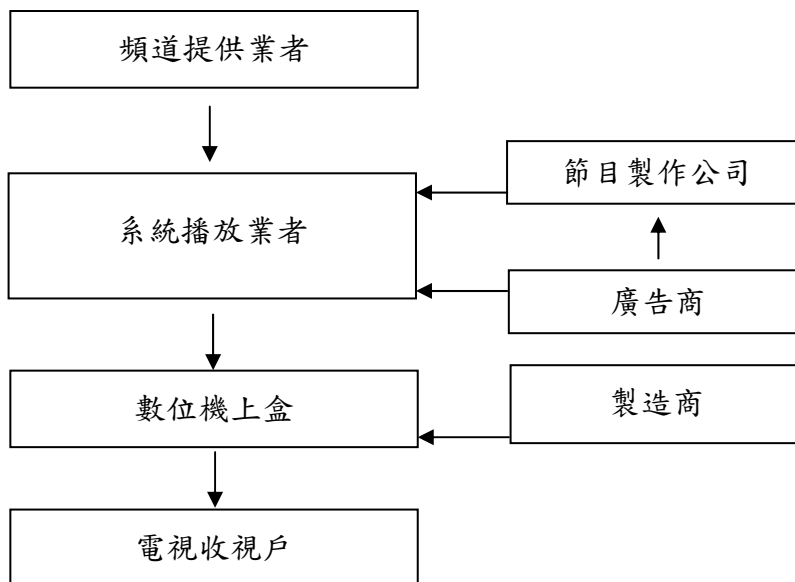 頻道提供業者
節目製作公司
系統播放業者
廣告商
製造商
數位機上盒
電視收視戶